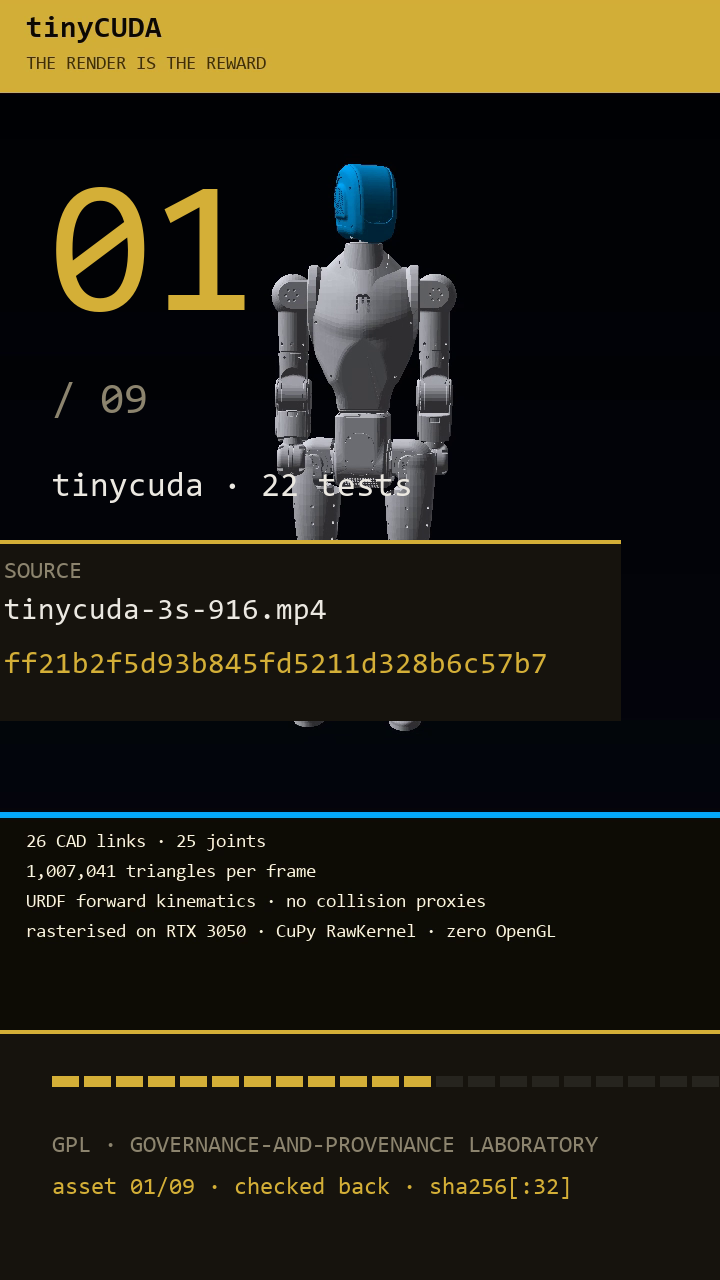 tinyCUDA
THE RENDER IS THE REWARD
01
/ 09
tinycuda · 22 tests
SOURCE
tinycuda-3s-916.mp4
ff21b2f5d93b845fd5211d328b6c57b7
26 CAD links · 25 joints
1,007,041 triangles per frame
URDF forward kinematics · no collision proxies
rasterised on RTX 3050 · CuPy RawKernel · zero OpenGL
GPL · GOVERNANCE-AND-PROVENANCE LABORATORY
asset 01/09 · checked back · sha256[:32]